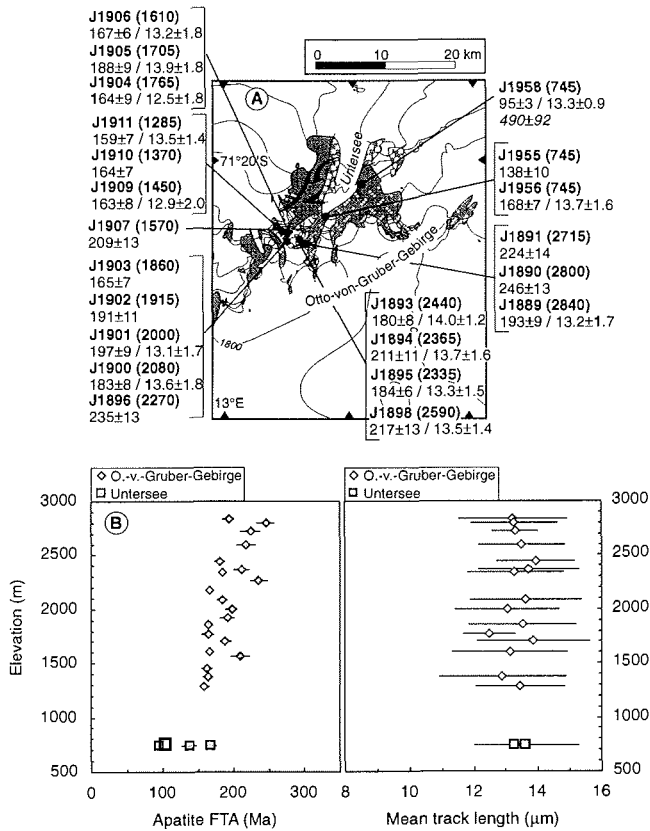 J1906 (1610)
167±6 / 13.2±1.8
J1905 (1705)
188±9 / 13.9±1.8
J1904 (1765)
164±9 / 12.5±1.8
J1911 (1285)
159±7 / 13.5±1.4
J1910 (1370)
164±7
J1909 (1450)
163±8 / 12.9±2.0
J1907 (1570)
209±13
J1903 (1860)
165±7
J1902 (1915)
191±11
J1901 (2000)
197±9 / 13.1±1.7
J1900 (2080)
183±8 / 13.6±1.8
J1896 (2270)
235±13
0 10 20 km
A
71°20'S
Untersee
Otto-von-Gruber-Gebirge
1800
13°E
J1958 (745)
95±3 / 13.3±0.9
490±92
J1955 (745)
138±10
J1956 (745)
168±7 / 13.7±1.6
J1891 (2715)
224±14
J1890 (2800)
246±13
J1889 (2840)
193±9 / 13.2±1.7
J1893 (2440)
180±8 / 14.0±1.2
J1894 (2365)
211±11 / 13.7±1.6
J1895 (2335)
184±6 / 13.3±1.5
J1898 (2590)
217±13 / 13.5±1.4
O.-v.-Gruber-Gebirge
Untersee
B
3000
2500
2000
1500
1000
500
Elevation (m)
0 100 200 300
Apatite FTA (Ma)
O.-v.-Gruber-Gebirge
Untersee
3000
2500
2000
1500
1000
500
8 10 12 14 16
Mean track length (µm)